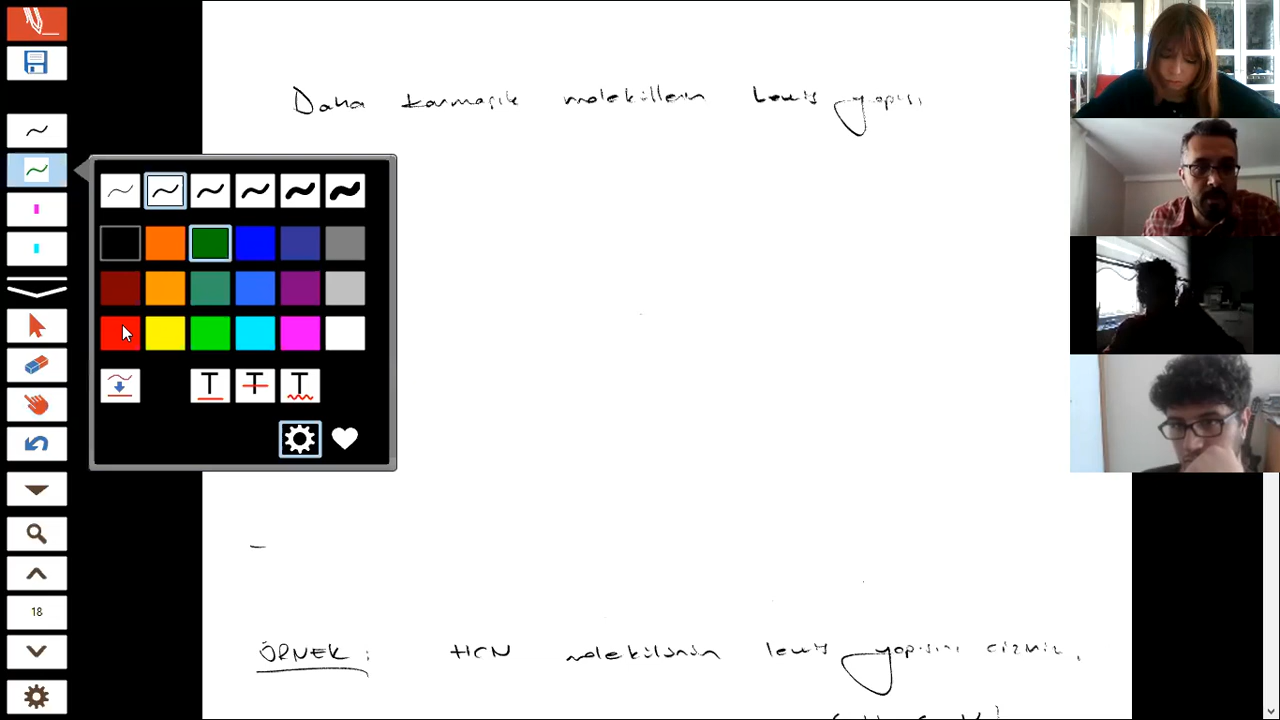 Daha karmaşık moleküllerin Lewis yapısı
T T T
18
ÖRNEK : HCN molekülünün lewis yapısını çiziniz.